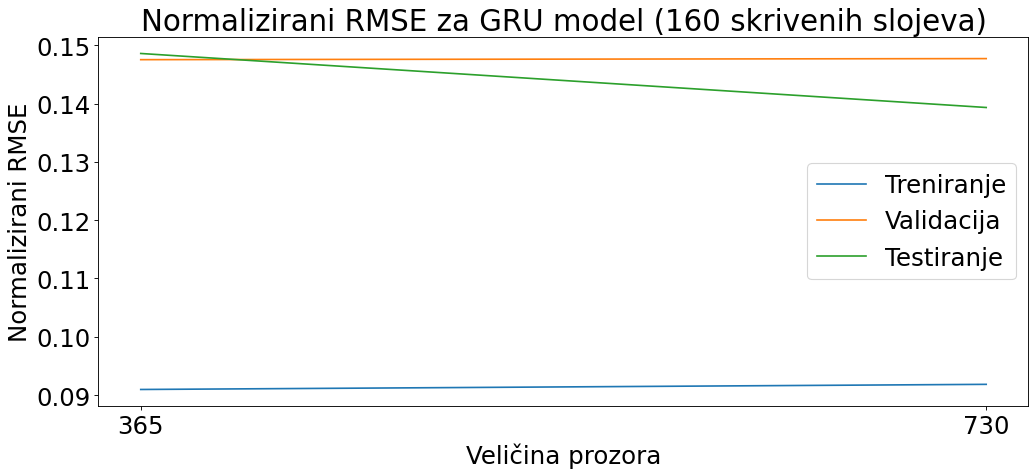 Normalizirani RMSE za GRU model (160 skrivenih slojeva)
0.15
0.14
0.13
0.12
0.11
0.10
0.09
Normalizirani RMSE
Treniranje
Validacija
Testiranje
365
730
Veličina prozora